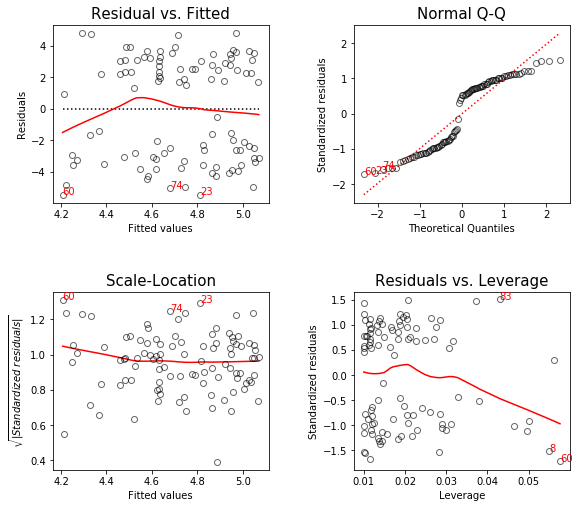 Residual vs. Fitted
Residuals
4
2
0
−2
−4
60
74
23
4.2 4.4 4.6 4.8 5.0
Fitted values
Normal Q-Q
Standardized residuals
2
1
0
−1
−2
60
23
74
−2 −1 0 1 2
Theoretical Quantiles
Scale-Location
√|Standardized residuals|
1.2
1.0
0.8
0.6
0.4
60
74
23
4.2 4.4 4.6 4.8 5.0
Fitted values
Residuals vs. Leverage
Standardized residuals
1.5
1.0
0.5
0.0
−0.5
−1.0
−1.5
83
8
60
0.01 0.02 0.03 0.04 0.05
Leverage